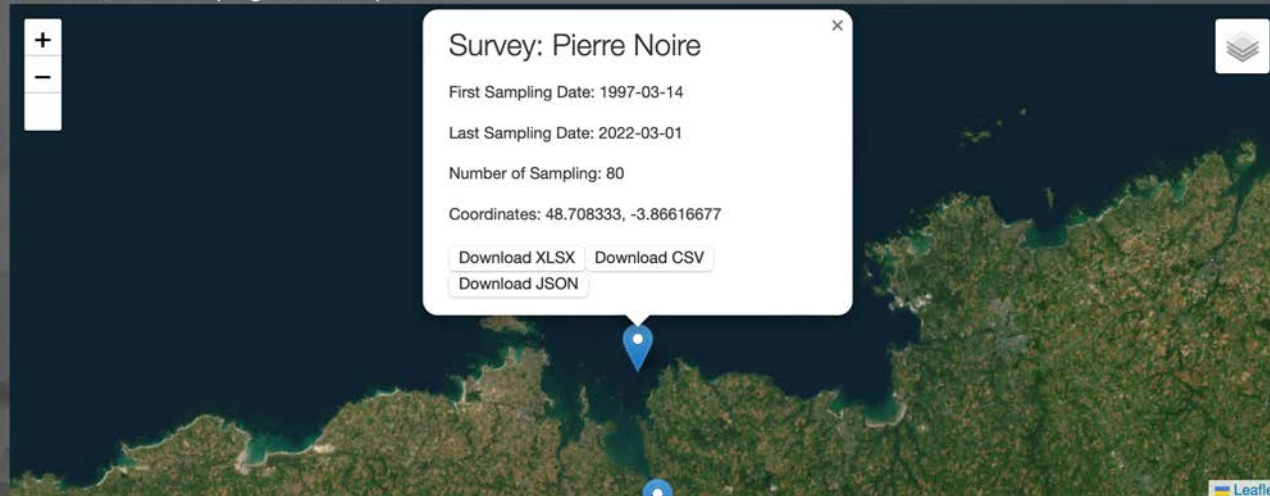 +
×
Survey: Pierre Noire
−
First Sampling Date: 1997-03-14
Last Sampling Date: 2022-03-01
Number of Sampling: 80
Coordinates: 48.708333, -3.86616677
Download XLSX Download CSV
Download JSON